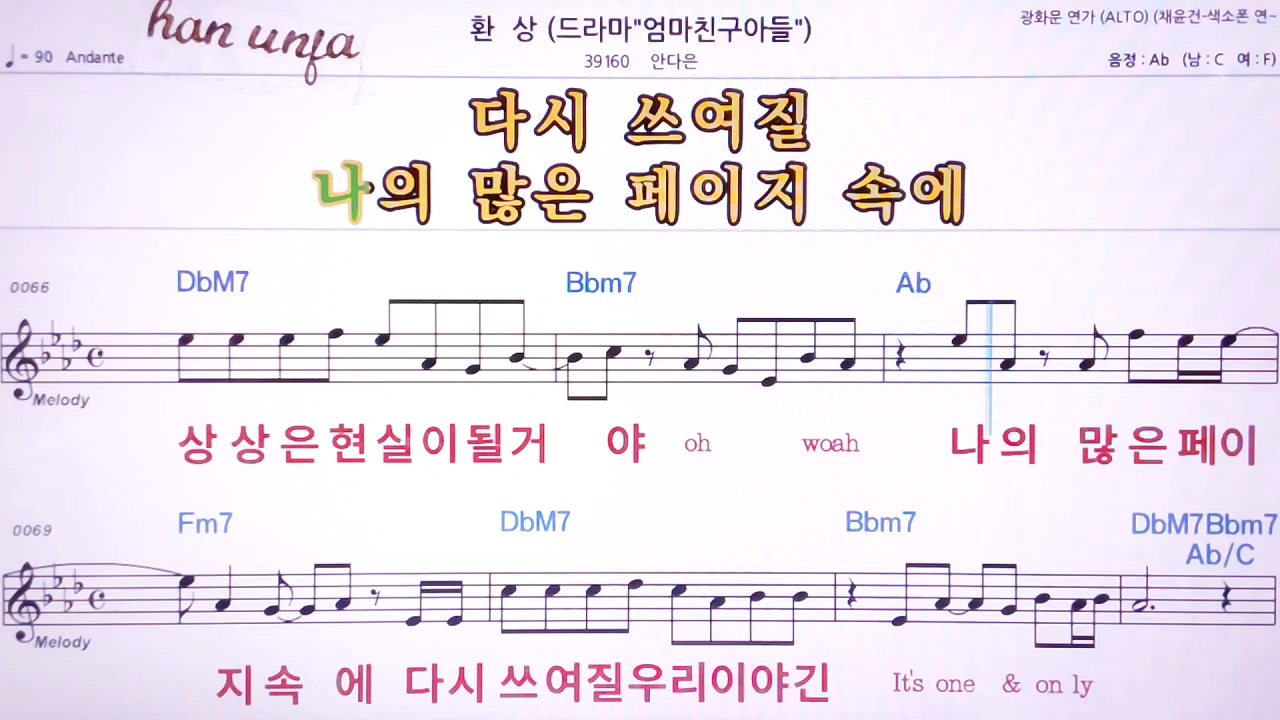 han unja
환 상 (드라마"엄마친구아들")
광화문 연가 (ALTO) (채윤건-색소폰 연~
♩= 90 Andante
39160 안다은
음정 : Ab (남 : C 여 : F)
다시 쓰여질
나의 많은 페이지 속에
0066 DbM7 Bbm7 Ab
Melody
상 상 은 현 실 이 될 거 야 oh woah 나 의 많 은 페 이
0069 Fm7 DbM7 Bbm7 DbM7 Bbm7
Ab/C
Melody
지 속 에 다 시 쓰 여 질 우 리 이 야 긴 It's one & on ly